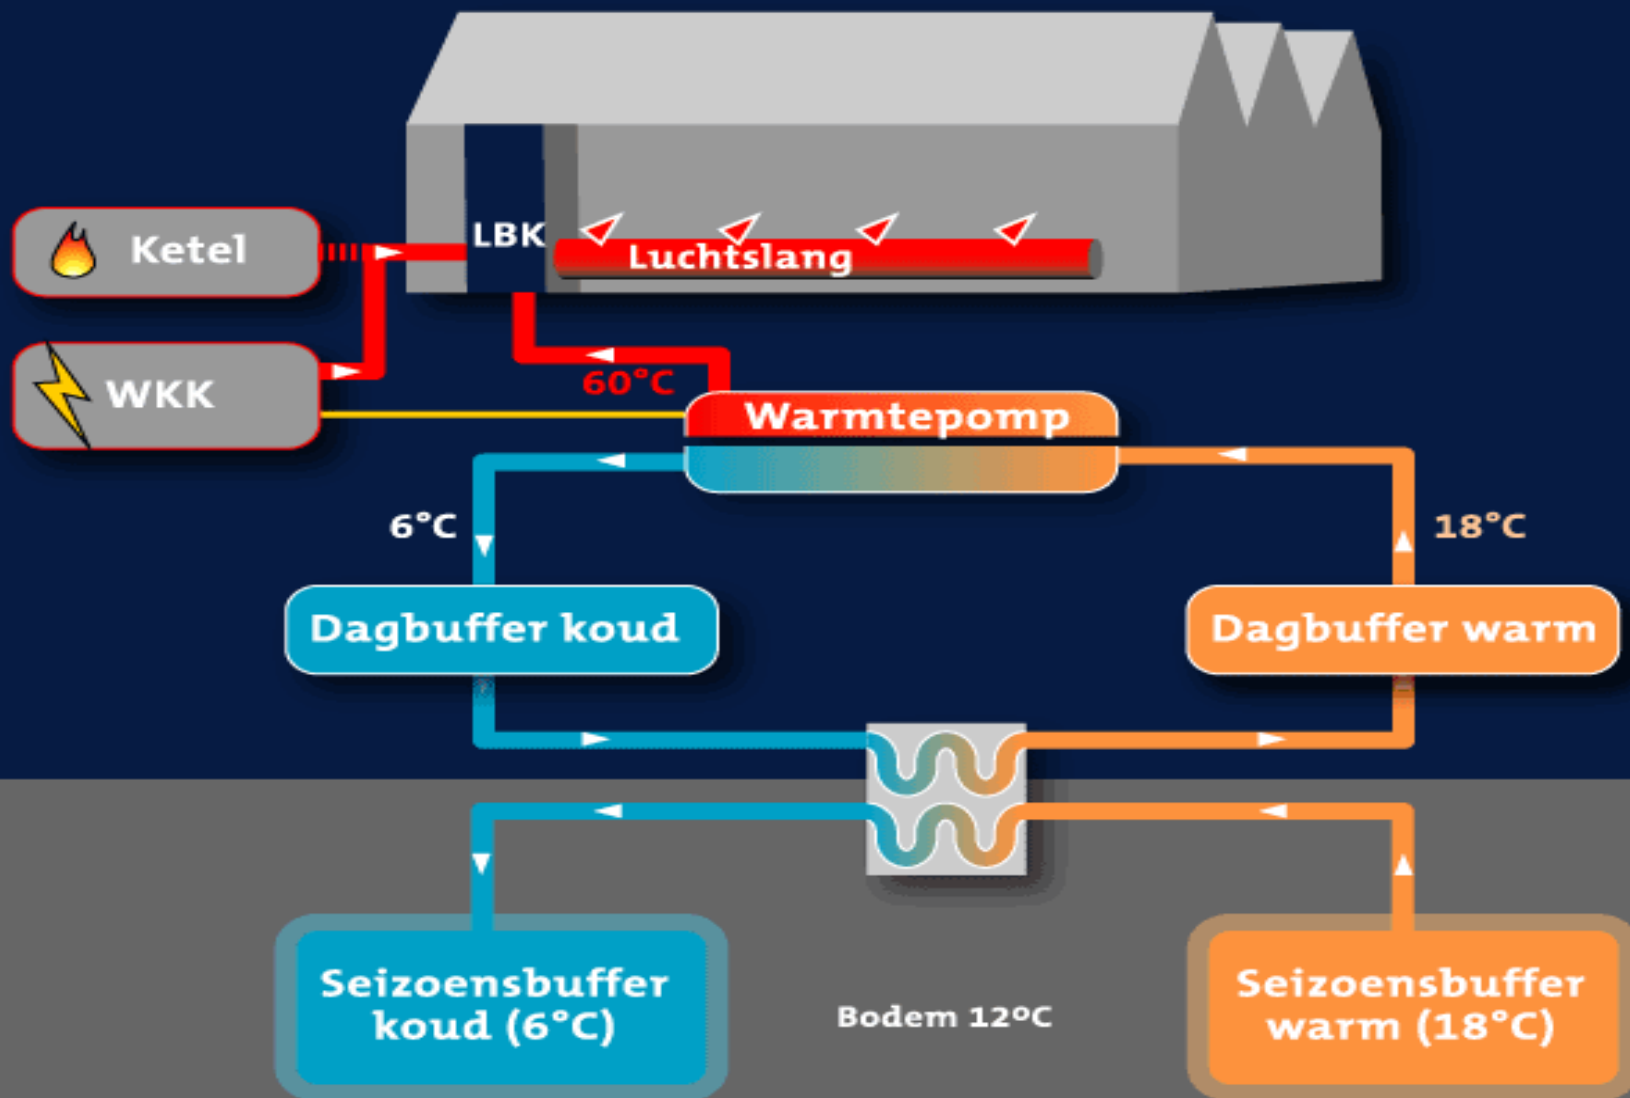 LBK
Ketel
Luchtslang
WKK
60°C
Warmtepomp
6°C
18°C
Dagbuffer koud
Dagbuffer warm
Seizoensbuffer
koud (6°C)
Bodem 12ºC
Seizoensbuffer
warm (18°C)